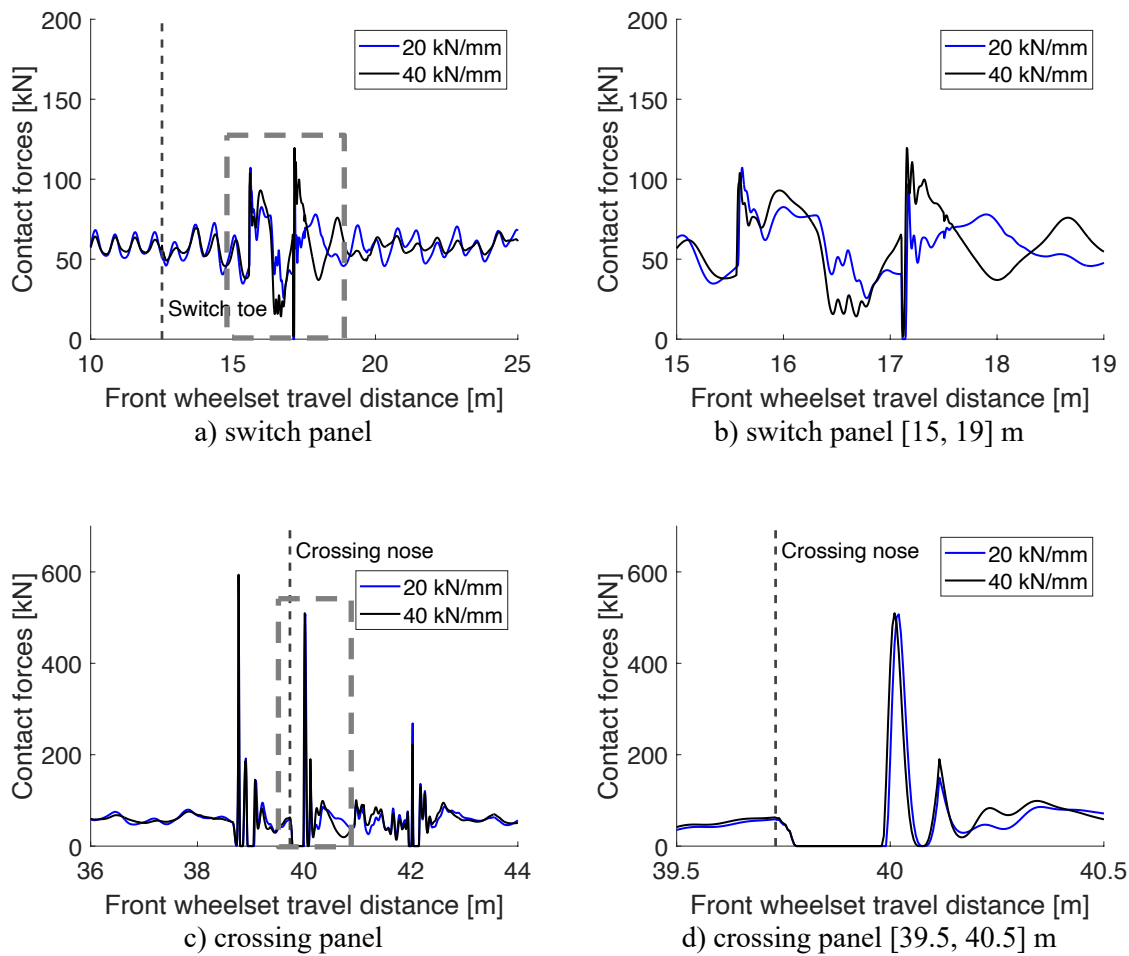 200
150
100
50
0
Contact forces [kN]
20 kN/mm
40 kN/mm
Switch toe
10
15
20
25
Front wheelset travel distance [m]
a) switch panel
200
150
100
50
0
Contact forces [kN]
20 kN/mm
40 kN/mm
15
16
17
18
19
Front wheelset travel distance [m]
b) switch panel [15, 19] m
600
400
200
0
Contact forces [kN]
Crossing nose
20 kN/mm
40 kN/mm
36
38
40
42
44
Front wheelset travel distance [m]
c) crossing panel
600
400
200
0
Contact forces [kN]
Crossing nose
20 kN/mm
40 kN/mm
39.5
40
40.5
Front wheelset travel distance [m]
d) crossing panel [39.5, 40.5] m